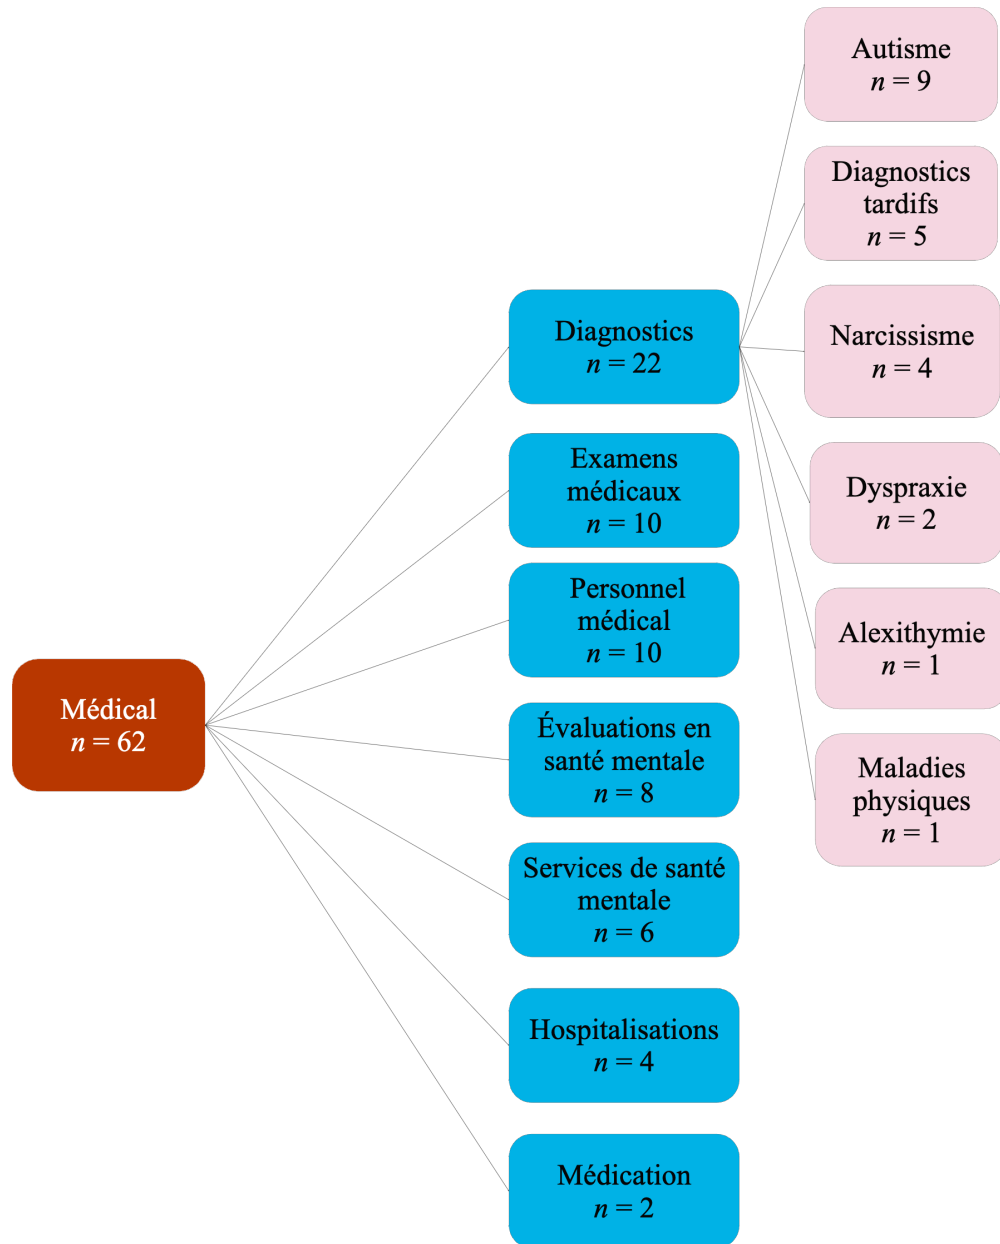 Médical
n = 62
Diagnostics
n = 22
Examens
médicaux
n = 10
Personnel
médical
n = 10
Évaluations en
santé mentale
n = 8
Services de santé
mentale
n = 6
Hospitalisations
n = 4
Médication
n = 2
Autisme
n = 9
Diagnostics
tardifs
n = 5
Narcissisme
n = 4
Dyspraxie
n = 2
Alexithymie
n = 1
Maladies
physiques
n = 1